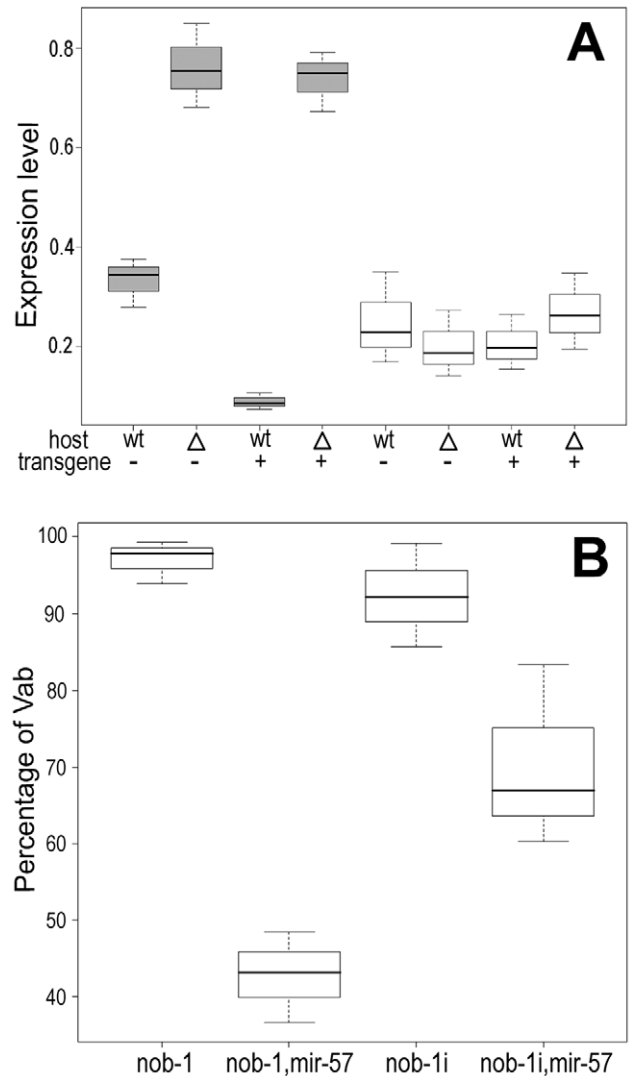 A
Expression level
0.8
0.6
0.4
0.2
host wt Δ wt Δ wt Δ wt Δ
transgene - - + + - - + +
B
Percentage of Vab
100
90
80
70
60
50
40
nob-1 nob-1,mir-57 nob-1i nob-1i,mir-57